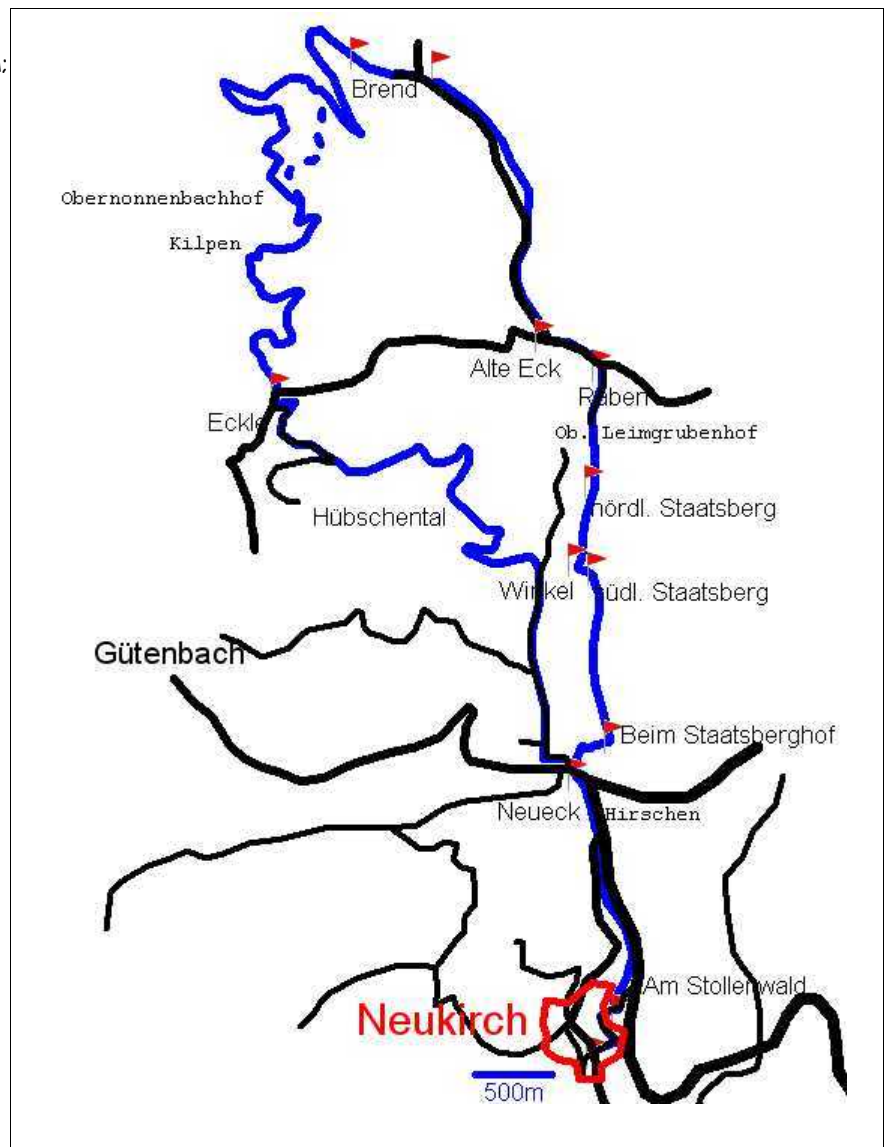 Brend
Obernonnenbachhof
Kilpen
Alte Eck
Raben
Eckle
Ob. Leimgrubenhof
nördl. Staatsberg
Hübschental
Winkel
südl. Staatsberg
Gütenbach
Beim Staatsberghof
Neueck
Hirschen
Am Stollenwald
Neukirch
500m